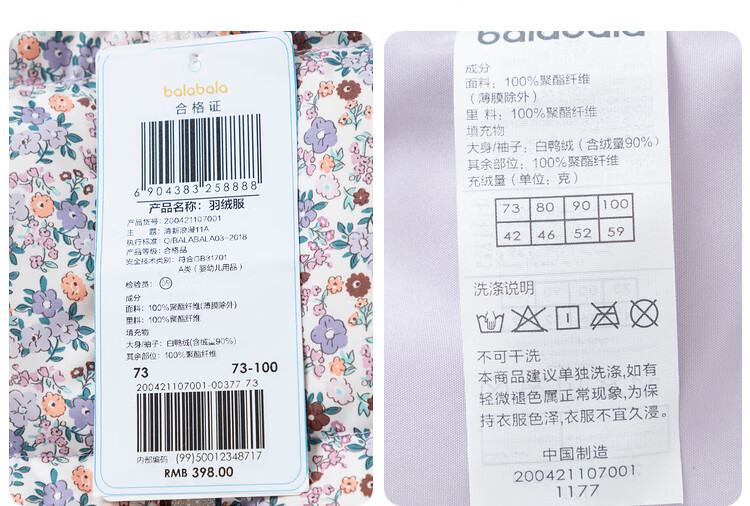 balabala
合格证
6 904383 258888
产品名称：羽绒服
产品货号：200421107001
主 题：清新浪漫11A
执行标准：Q/BALABALA03-2018
产品等级：合格品
安全技术类别：符合GB31701
A类（婴幼儿用品）
检验员：09
成分
面料：100%聚酯纤维(薄膜除外)
里料：100%聚酯纤维
填充物
大身/袖子：白鸭绒(含绒量90%)
其余部位：100%聚酯纤维
73 73-100
200421107001-00377 73
内部编码 (99)50012348717
RMB 398.00
balabala
成分
面料：100%聚酯纤维
（薄膜除外）
里 料：100%聚酯纤维
填充物
大身/袖子：白鸭绒（含绒量90%）
其余部位：100%聚酯纤维
充绒量（单位：克）
73 80 90 100
42 46 52 59
洗涤说明
不可干洗
本商品建议单独洗涤,如有
轻微褪色属正常现象,为保
持衣服色泽,衣服不宜久浸。
中国制造
200421107001
1177